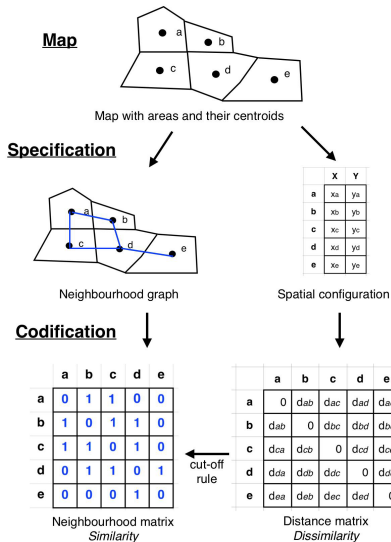 Map
a
b
c
d
e
Map with areas and their centroids
Specification
a
b
c
d
e
Neighbourhood graph
X Y
a xa ya
b xb yb
c xc yc
d xd yd
e xe ye
Spatial configuration
Codification
a b c d e
a 0 1 1 0 0
b 1 0 1 1 0
c 1 1 0 1 0
d 0 1 1 0 1
e 0 0 0 1 0
Neighbourhood matrix
Similarity
cut-off
rule
a b c d e
a 0 dab dac dad
b dab 0 dbc dbd
c dca dcb 0 dcd
d dda ddb ddc 0
e dea deb dec ded 0
Distance matrix
Dissimilarity